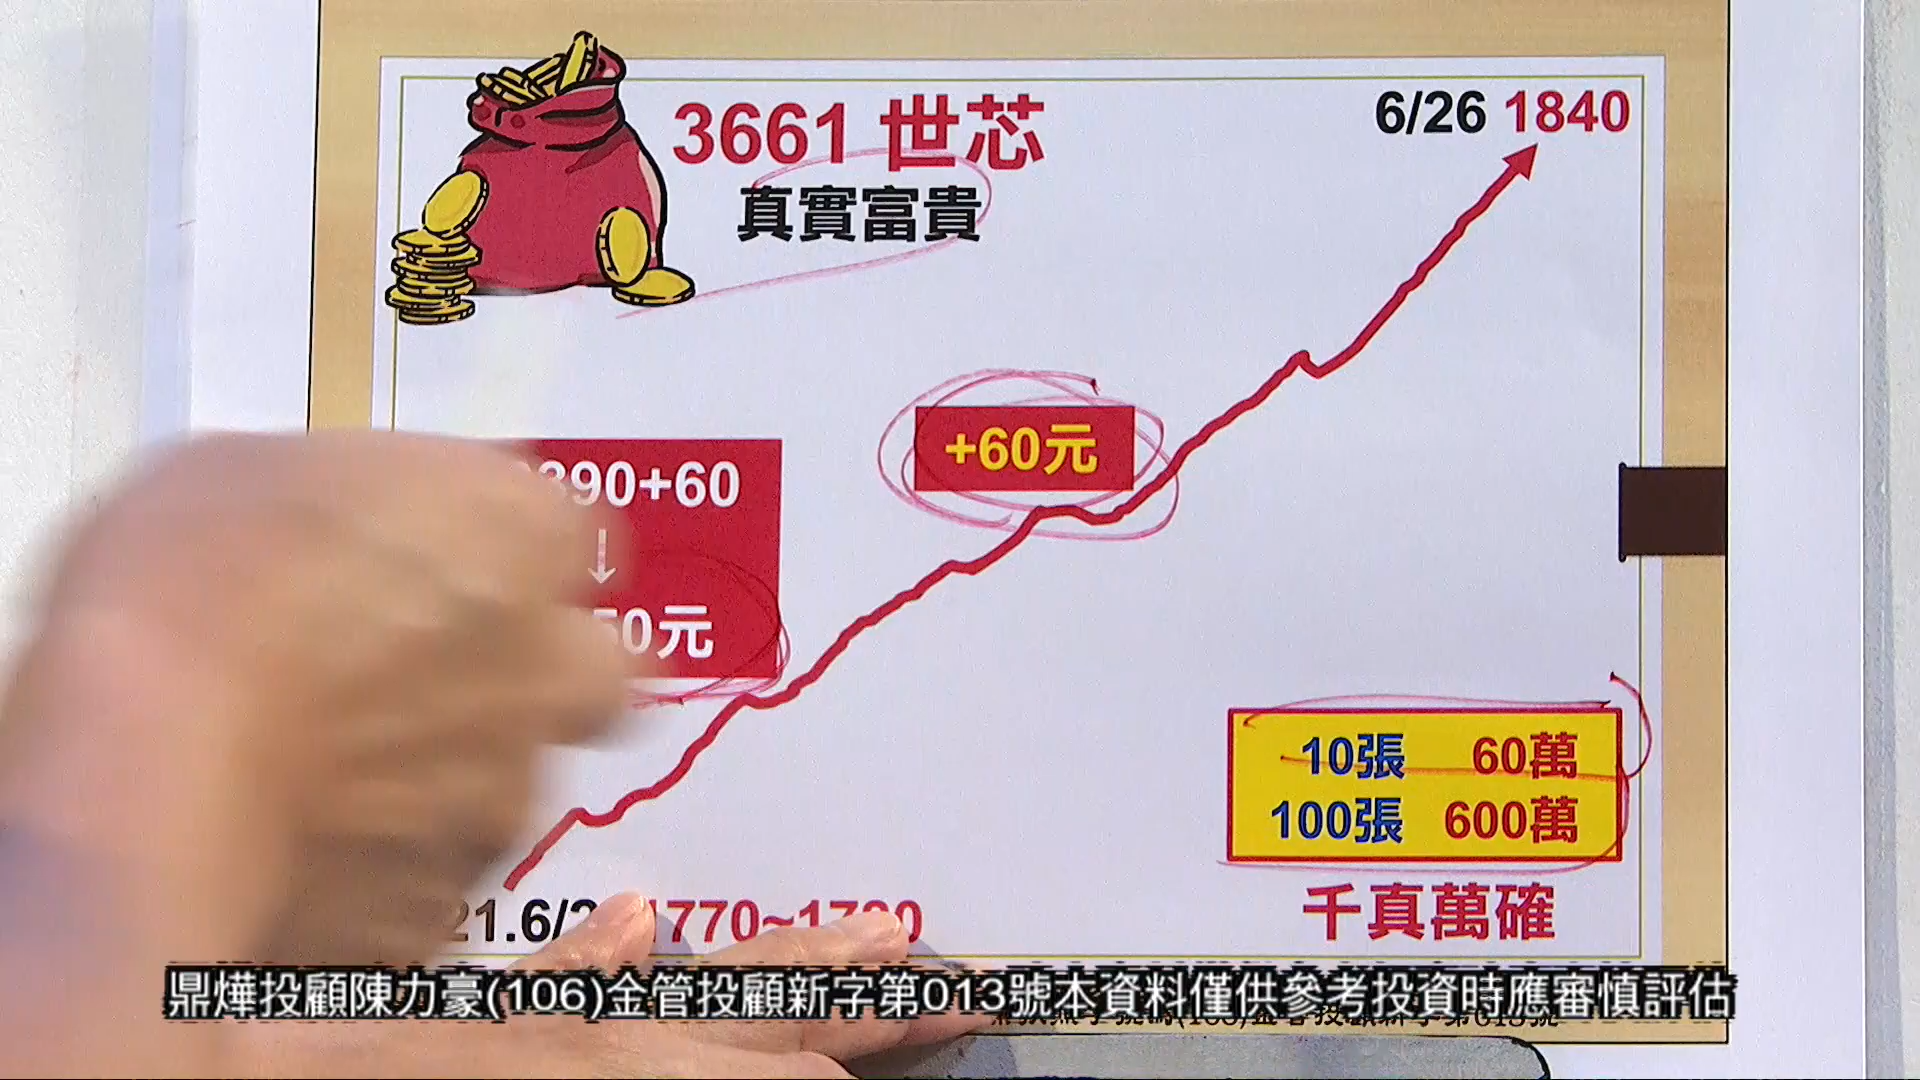 3661 世芯
真實富貴
6/26 1840
+60元
390+60
↓
50元
10張 60萬
100張 600萬
千真萬確
21.6/2 1770~1780
鼎燁投顧陳力豪(106)金管投顧新字第013號本資料僅供參考投資時應審慎評估